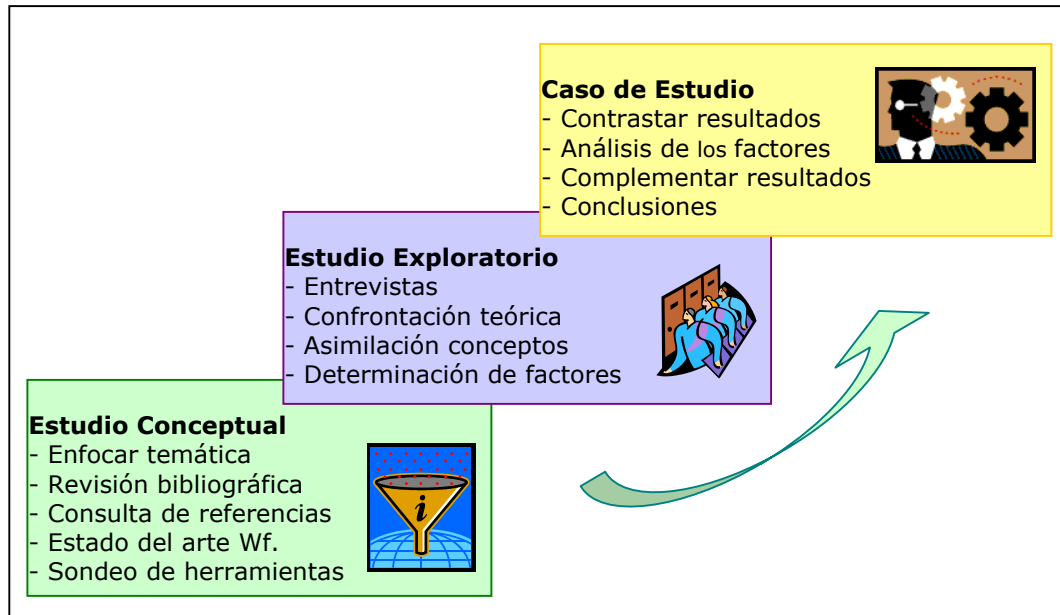 Caso de Estudio
- Contrastar resultados
- Análisis de los factores
- Complementar resultados
- Conclusiones
Estudio Exploratorio
- Entrevistas
- Confrontación teórica
- Asimilación conceptos
- Determinación de factores
Estudio Conceptual
- Enfocar temática
- Revisión bibliográfica
- Consulta de referencias
- Estado del arte Wf.
- Sondeo de herramientas
i